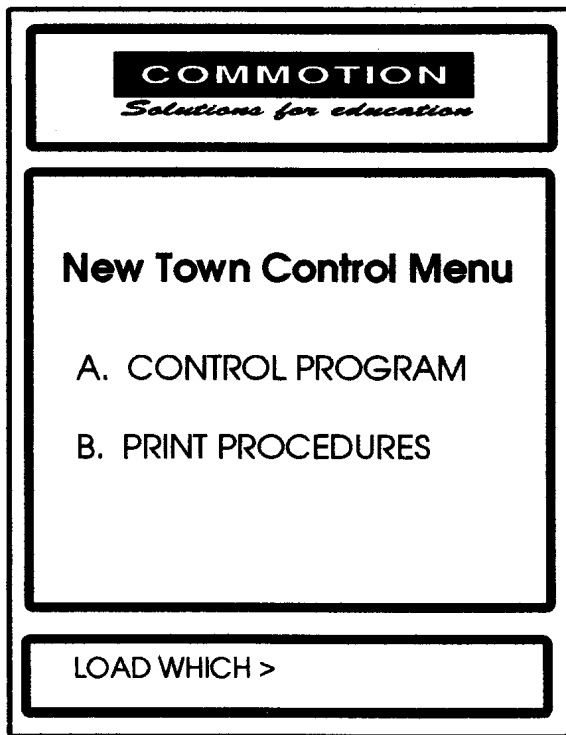 COMMOTION
Solutions for education
New Town Control Menu
A. CONTROL PROGRAM
B. PRINT PROCEDURES
LOAD WHICH >